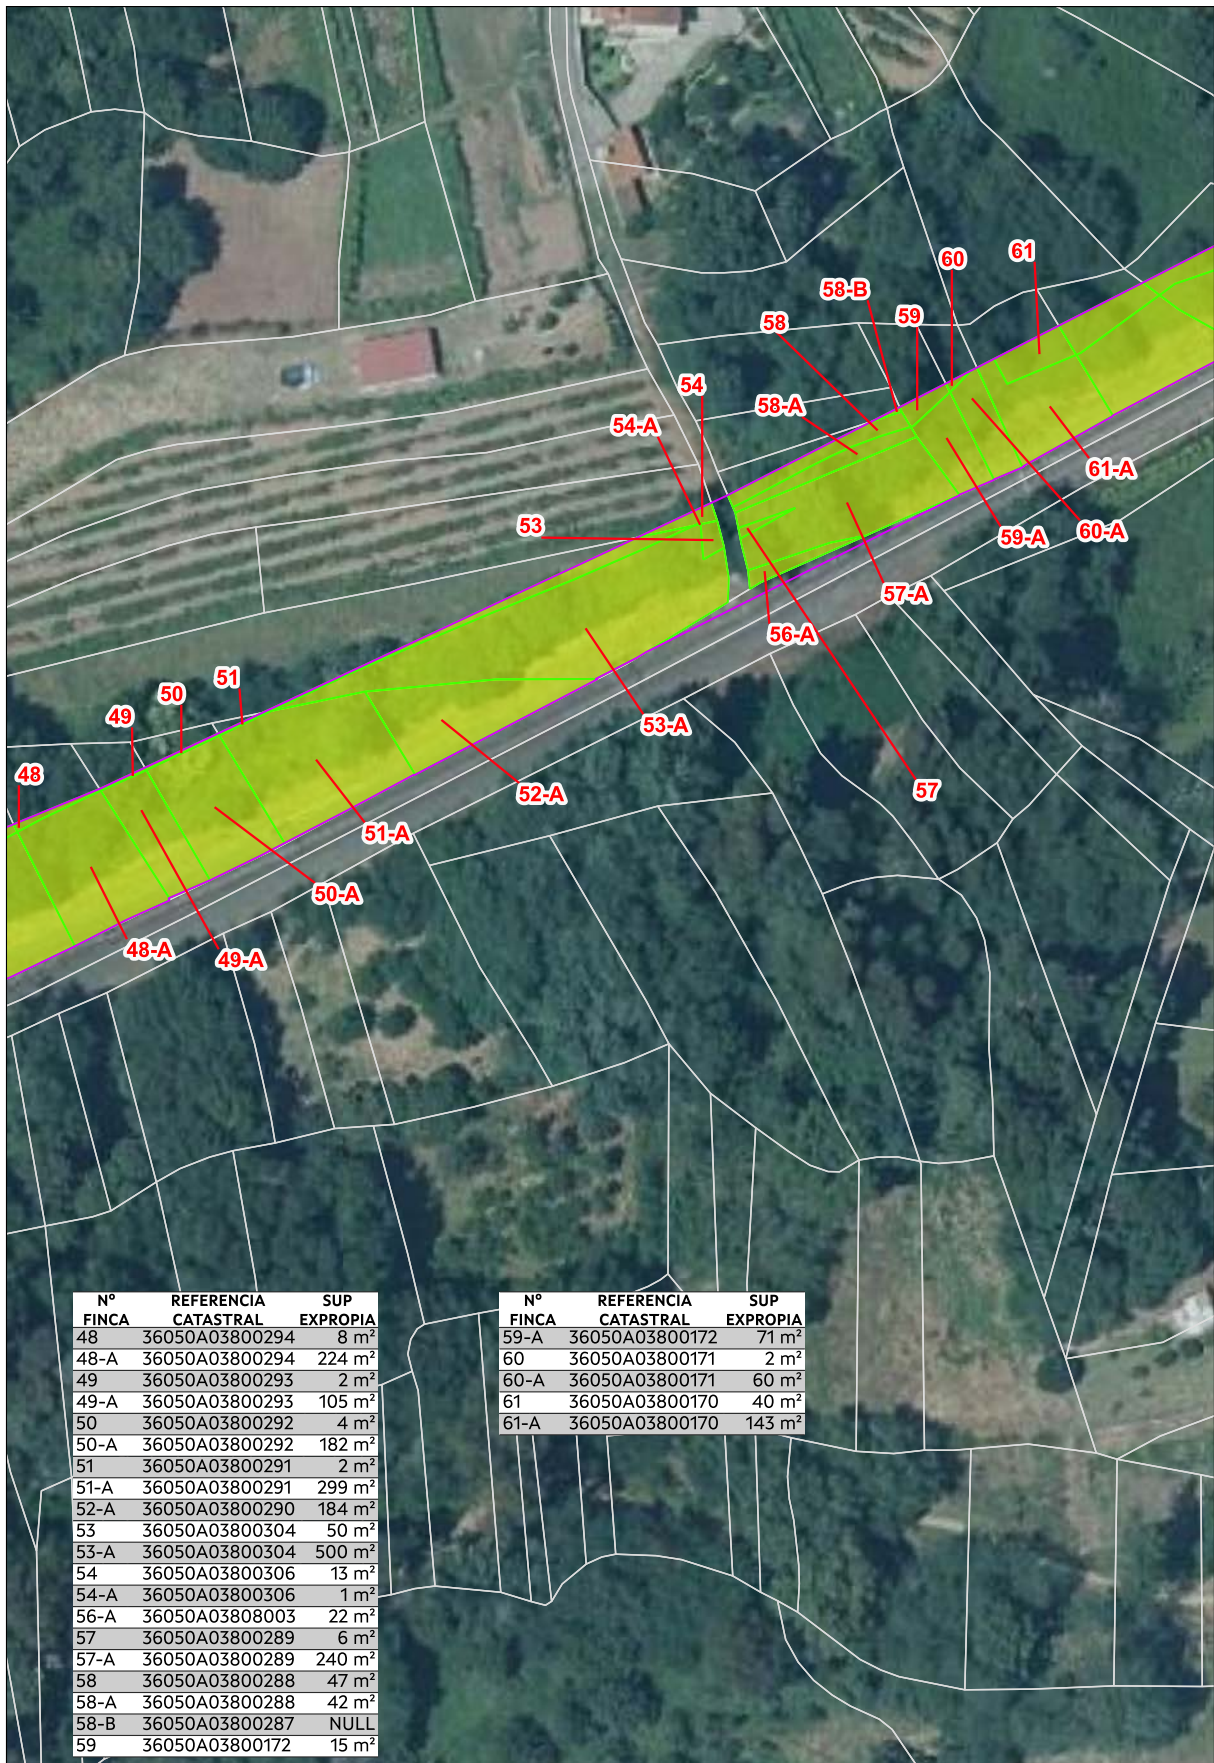 61
60
58-B
59
58
54
58-A
54-A
61-A
53
60-A
59-A
57-A
56-A
51
50
53-A
49
48
57
52-A
51-A
50-A
48-A
49-A
Nº REFERENCIA SUP
FINCA CATASTRAL EXPROPIA
48 36050A03800294 8 m²
48-A 36050A03800294 224 m²
49 36050A03800293 2 m²
49-A 36050A03800293 105 m²
50 36050A03800292 4 m²
50-A 36050A03800292 182 m²
51 36050A03800291 2 m²
51-A 36050A03800291 299 m²
52-A 36050A03800290 184 m²
53 36050A03800304 50 m²
53-A 36050A03800304 500 m²
54 36050A03800306 13 m²
54-A 36050A03800306 1 m²
56-A 36050A03808003 22 m²
57 36050A03800289 6 m²
57-A 36050A03800289 240 m²
58 36050A03800288 47 m²
58-A 36050A03800288 42 m²
58-B 36050A03800287 NULL
59 36050A03800172 15 m²
Nº REFERENCIA SUP
FINCA CATASTRAL EXPROPIA
59-A 36050A03800172 71 m²
60 36050A03800171 2 m²
60-A 36050A03800171 60 m²
61 36050A03800170 40 m²
61-A 36050A03800170 143 m²